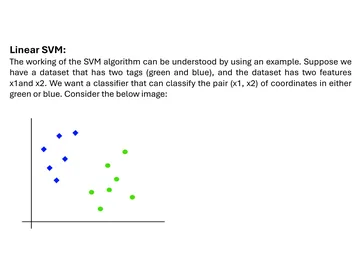 Linear SVM:
The working of the SVM algorithm can be understood by using an example. Suppose we
have a dataset that has two tags (green and blue), and the dataset has two features
x1and x2. We want a classifier that can classify the pair (x1, x2) of coordinates in either
green or blue. Consider the below image: